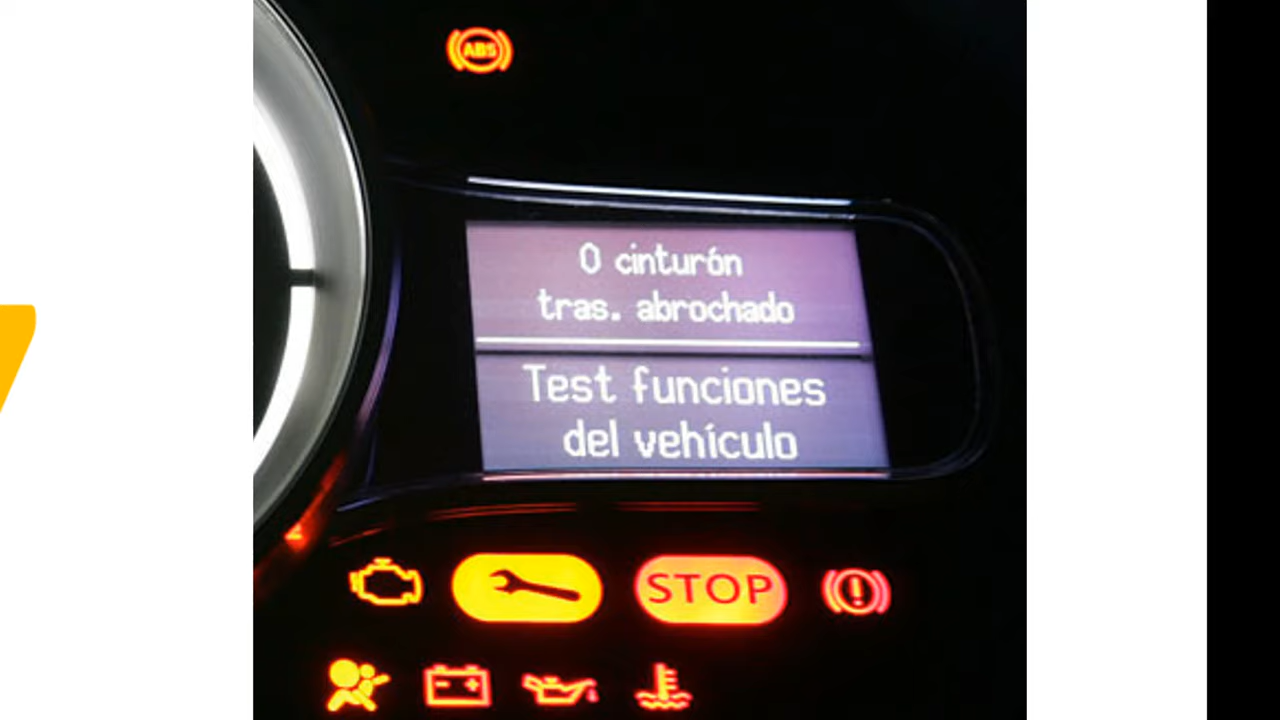 ABS
0 cinturón
tras. abrochado
Test funciones
del vehículo
STOP